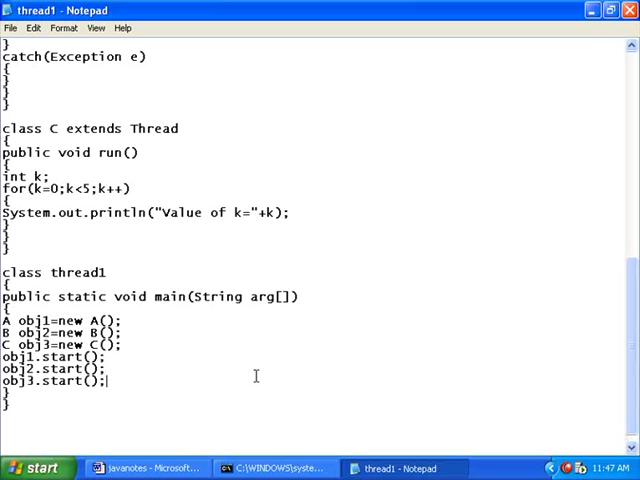 thread1 - Notepad
File Edit Format View Help
}
catch(Exception e)
{
}
}
}
class C extends Thread
{
public void run()
{
int k;
for(k=0;k<5;k++)
{
System.out.println("Value of k="+k);
}
}
}
class thread1
{
public static void main(String arg[])
{
A obj1=new A();
B obj2=new B();
C obj3=new C();
obj1.start();
obj2.start();
obj3.start();
}
}
start javanotes - Microsoft... C:\WINDOWS\system... thread1 - Notepad 11:47 AM